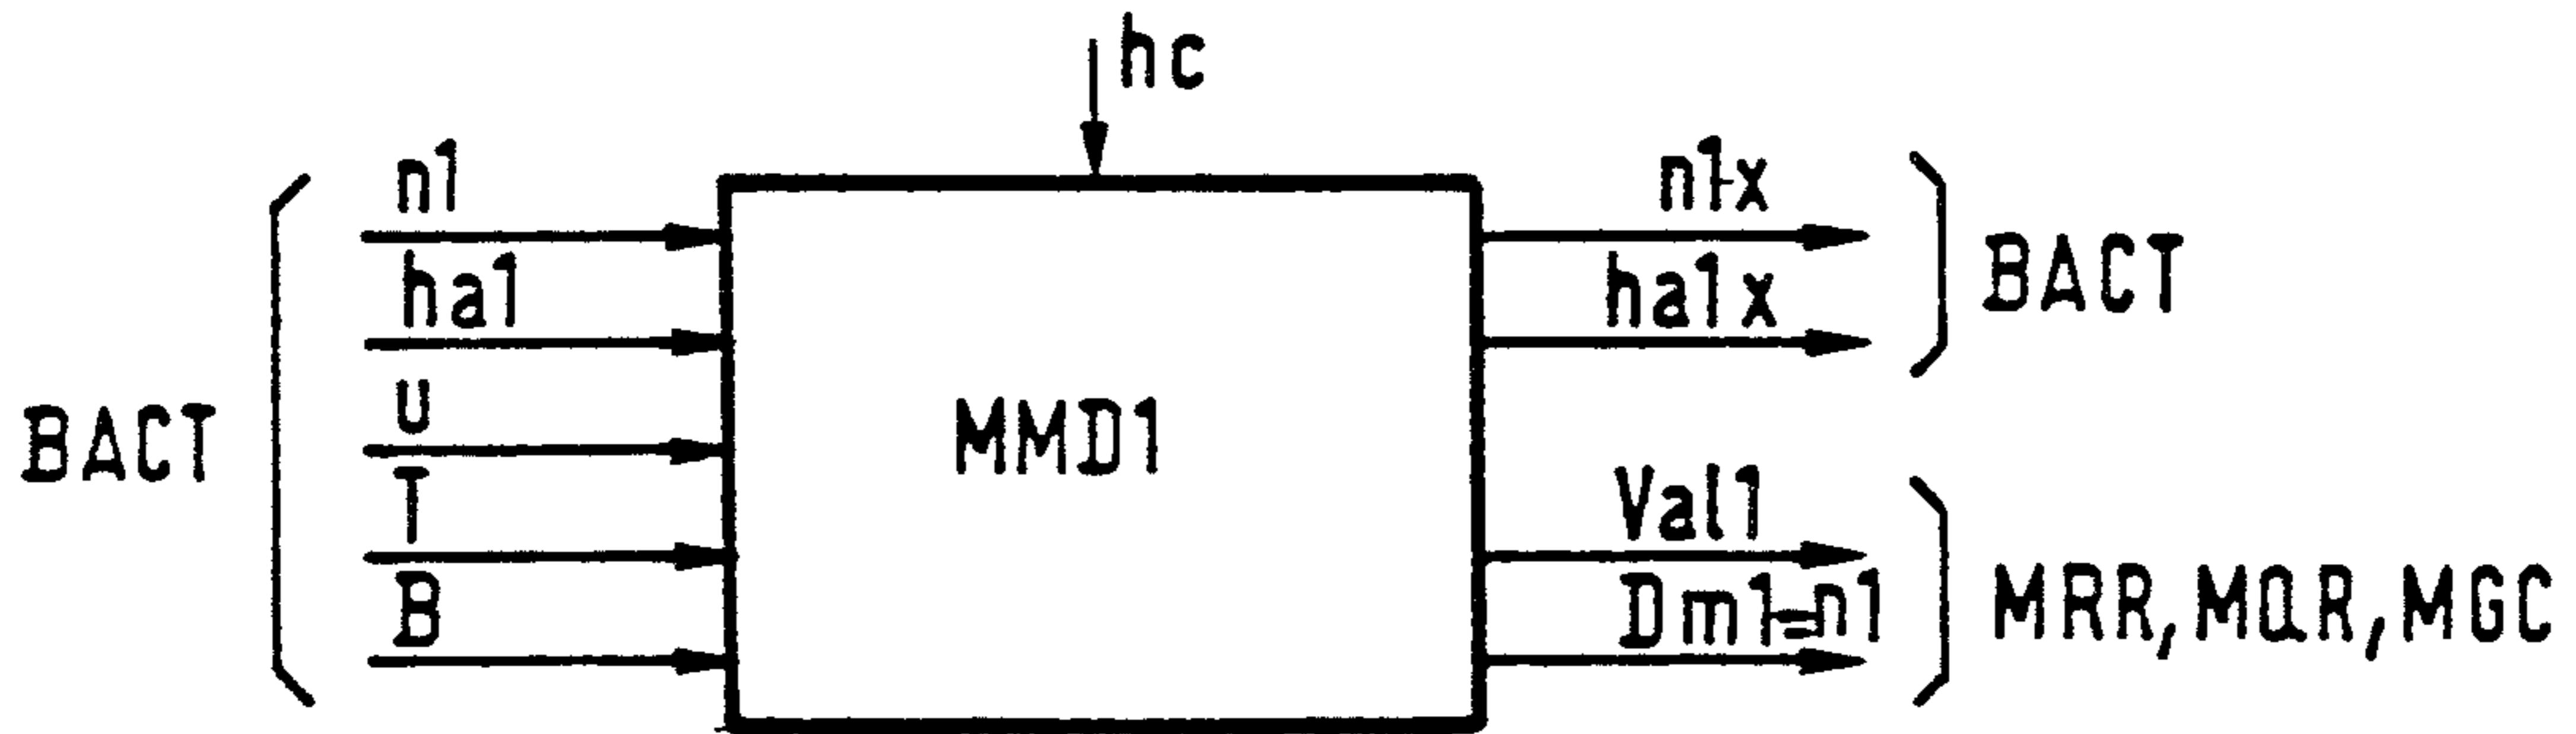 hc
n1
ha1
u
T
B
BACT
MMD1
n1x
ha1x
BACT
Val1
Dm1=n1
MRR,MQR,MGC